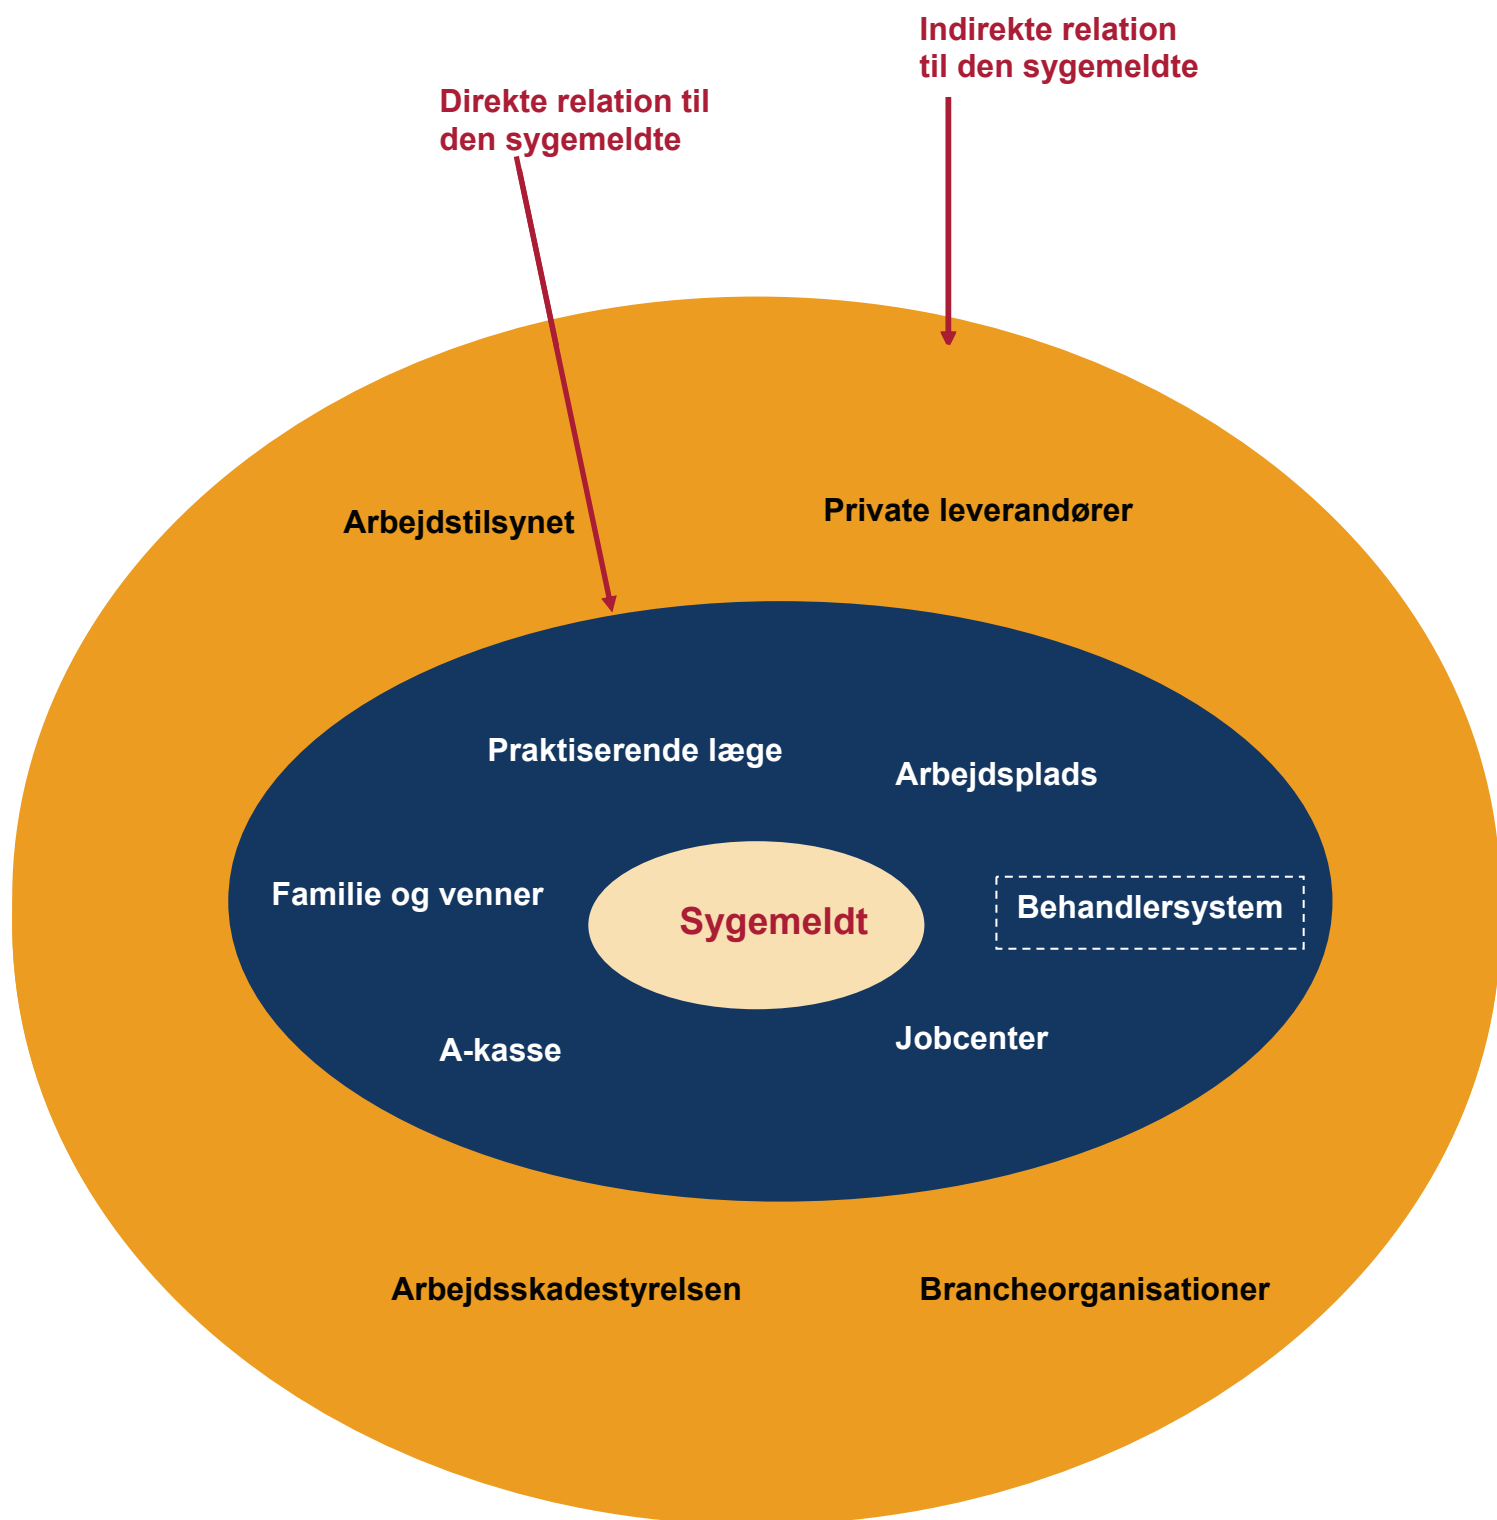 Indirekte relation
til den sygemeldte
Direkte relation til
den sygemeldte
Arbejdstilsynet
Private leverandører
Praktiserende læge
Arbejdsplads
Familie og venner
Sygemeldt
Behandlersystem
A-kasse
Jobcenter
Arbejdsskadestyrelsen
Brancheorganisationer